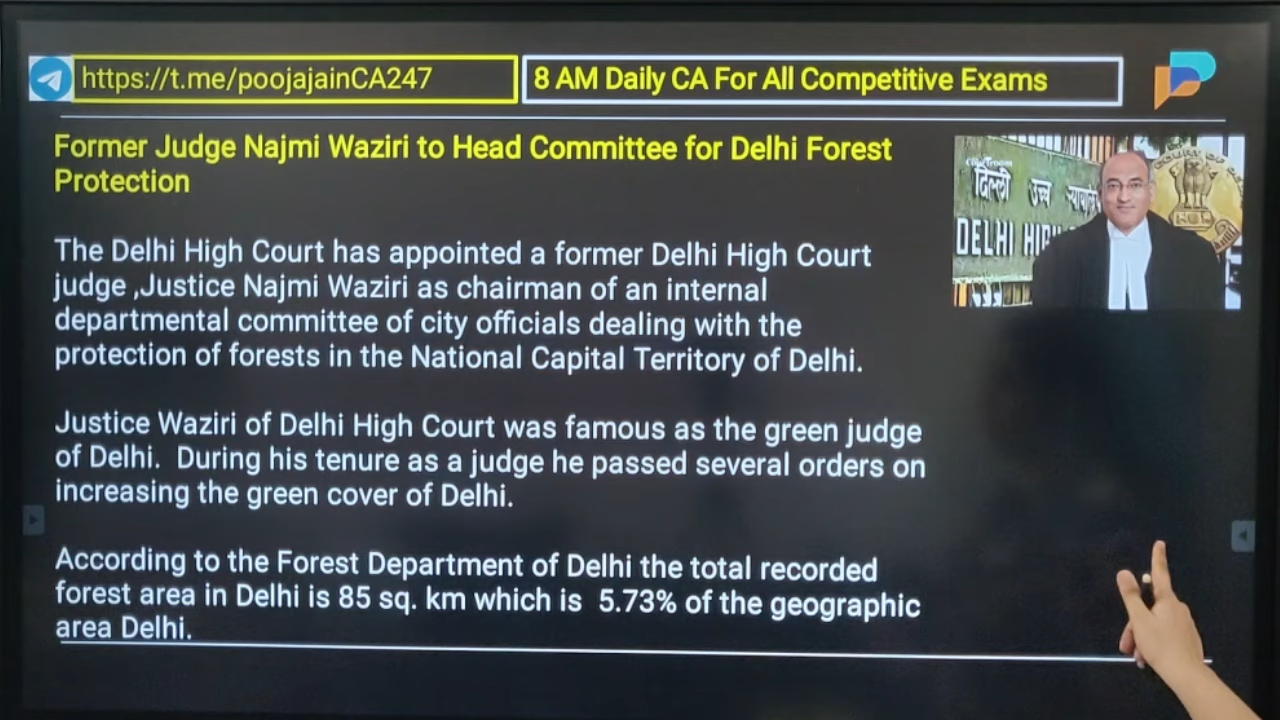 https://t.me/poojajainCA247
8 AM Daily CA For All Competitive Exams
Former Judge Najmi Waziri to Head Committee for Delhi Forest
Protection
The Delhi High Court has appointed a former Delhi High Court
judge ,Justice Najmi Waziri as chairman of an internal
departmental committee of city officials dealing with the
protection of forests in the National Capital Territory of Delhi.
Justice Waziri of Delhi High Court was famous as the green judge
of Delhi.  During his tenure as a judge he passed several orders on
increasing the green cover of Delhi.
According to the Forest Department of Delhi the total recorded
forest area in Delhi is 85 sq. km which is  5.73% of the geographic
area Delhi.
दिल्ली उच्च
DELHI